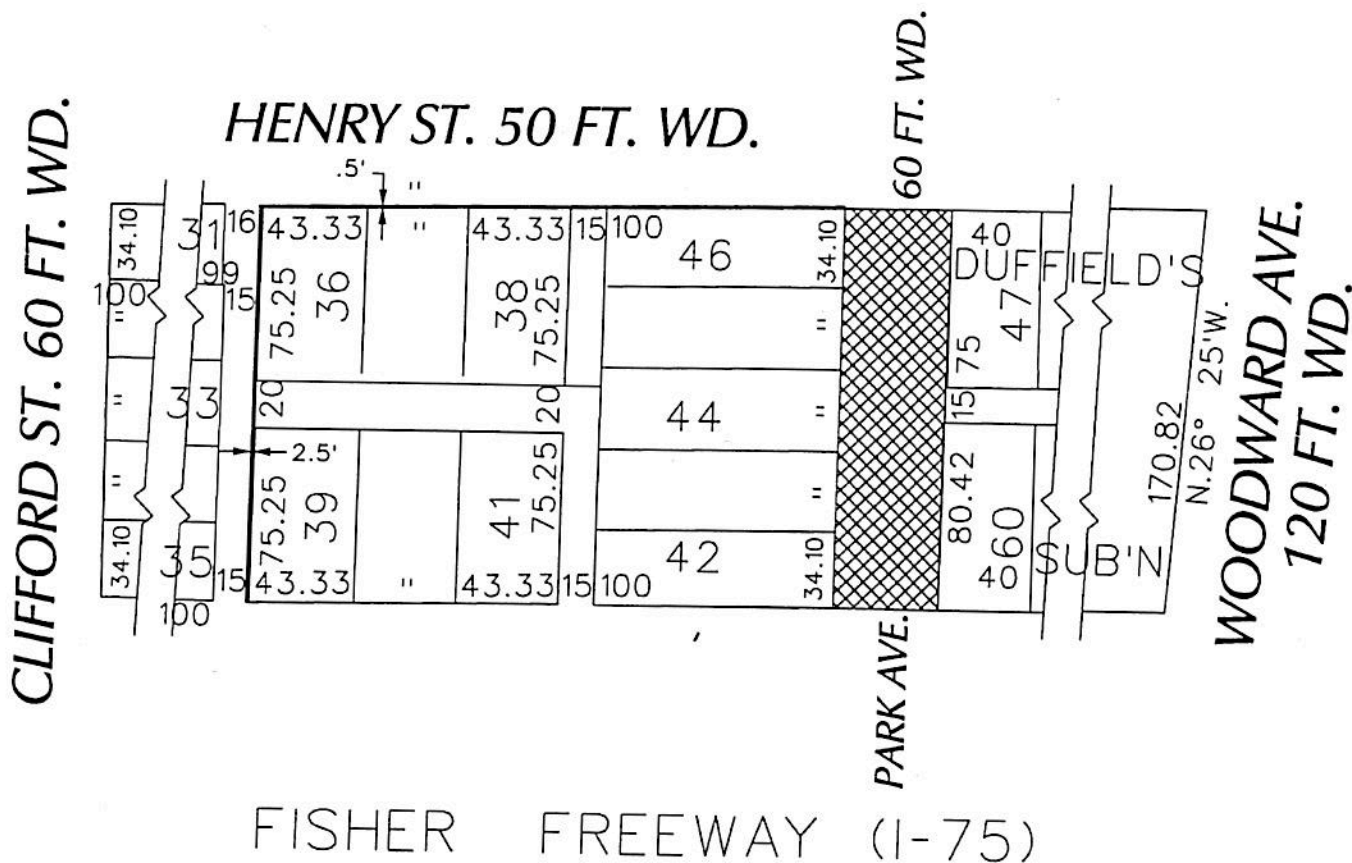 CLIFFORD ST. 60 FT. WD.
HENRY ST. 50 FT. WD.
60 FT. WD.
.5' "
34.10 31 16 43.33 " 43.33 15 100 46 34.10 40 DUFFIELD'S
99
100 15 75.25 36 38 75.25 " 75 47
" 33 20 20 44 " 15
" 2.5' "
" 75.25 39 41 75.25 80.42 60
34.10 35 15 43.33 " 43.33 15 100 42 34.10 40 SUB'N
100
170.82
N.26° 25'W.
WOODWARD AVE.
120 FT. WD.
PARK AVE.
FISHER FREEWAY (I-75)